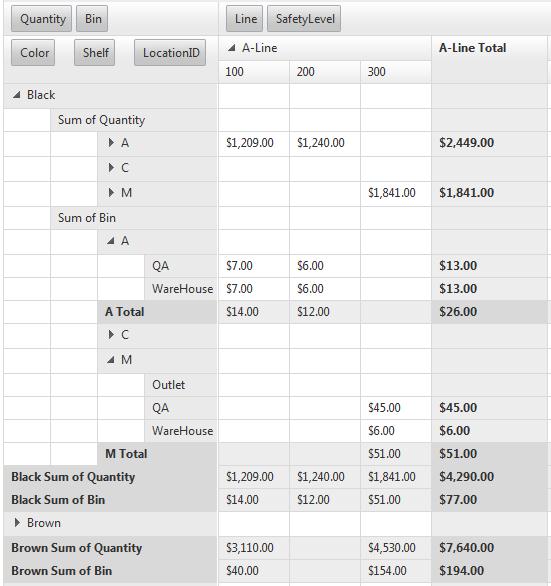 Quantity Bin Line SafetyLevel
Color Shelf LocationID A-Line A-Line Total
100 200 300
Black
Sum of Quantity
A $1,209.00 $1,240.00 $2,449.00
C
M $1,841.00 $1,841.00
Sum of Bin
A
QA $7.00 $6.00 $13.00
WareHouse $7.00 $6.00 $13.00
A Total $14.00 $12.00 $26.00
C
M
Outlet
QA $45.00 $45.00
WareHouse $6.00 $6.00
M Total $51.00 $51.00
Black Sum of Quantity $1,209.00 $1,240.00 $1,841.00 $4,290.00
Black Sum of Bin $14.00 $12.00 $51.00 $77.00
Brown
Brown Sum of Quantity $3,110.00 $4,530.00 $7,640.00
Brown Sum of Bin $40.00 $154.00 $194.00